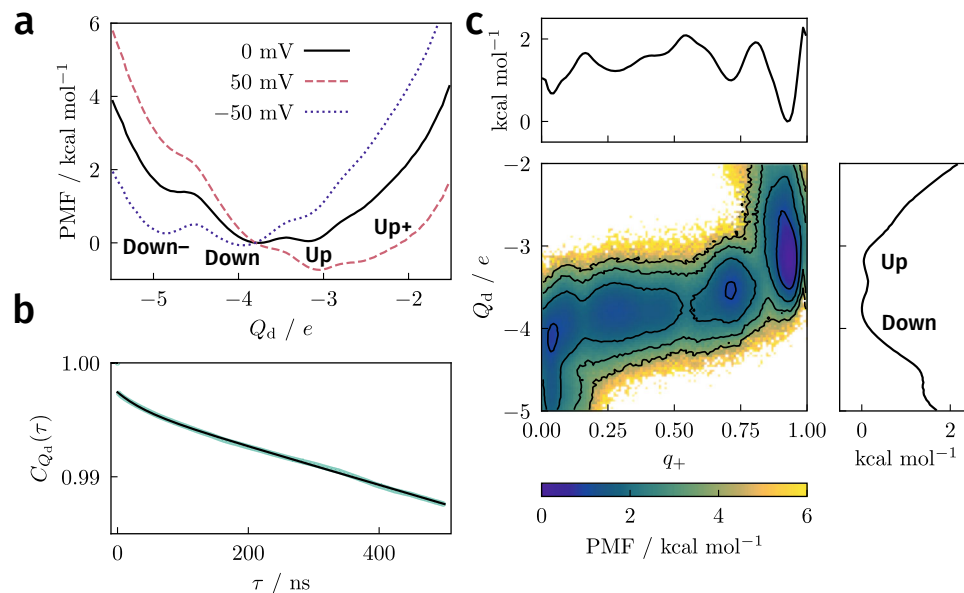 a
6
4
2
0
PMF / kcal mol⁻¹
0 mV
50 mV
−50 mV
Down−
Down
Up
Up+
−5
−4
−3
−2
Q_d / e
b
1.00
0.99
C_{Q_d}(τ)
0
200
400
τ / ns
c
2
0
kcal mol⁻¹
−2
−3
−4
−5
Q_d / e
0.00
0.25
0.50
0.75
1.00
q₊
Up
Down
0
2
kcal mol⁻¹
0
2
4
6
PMF / kcal mol⁻¹